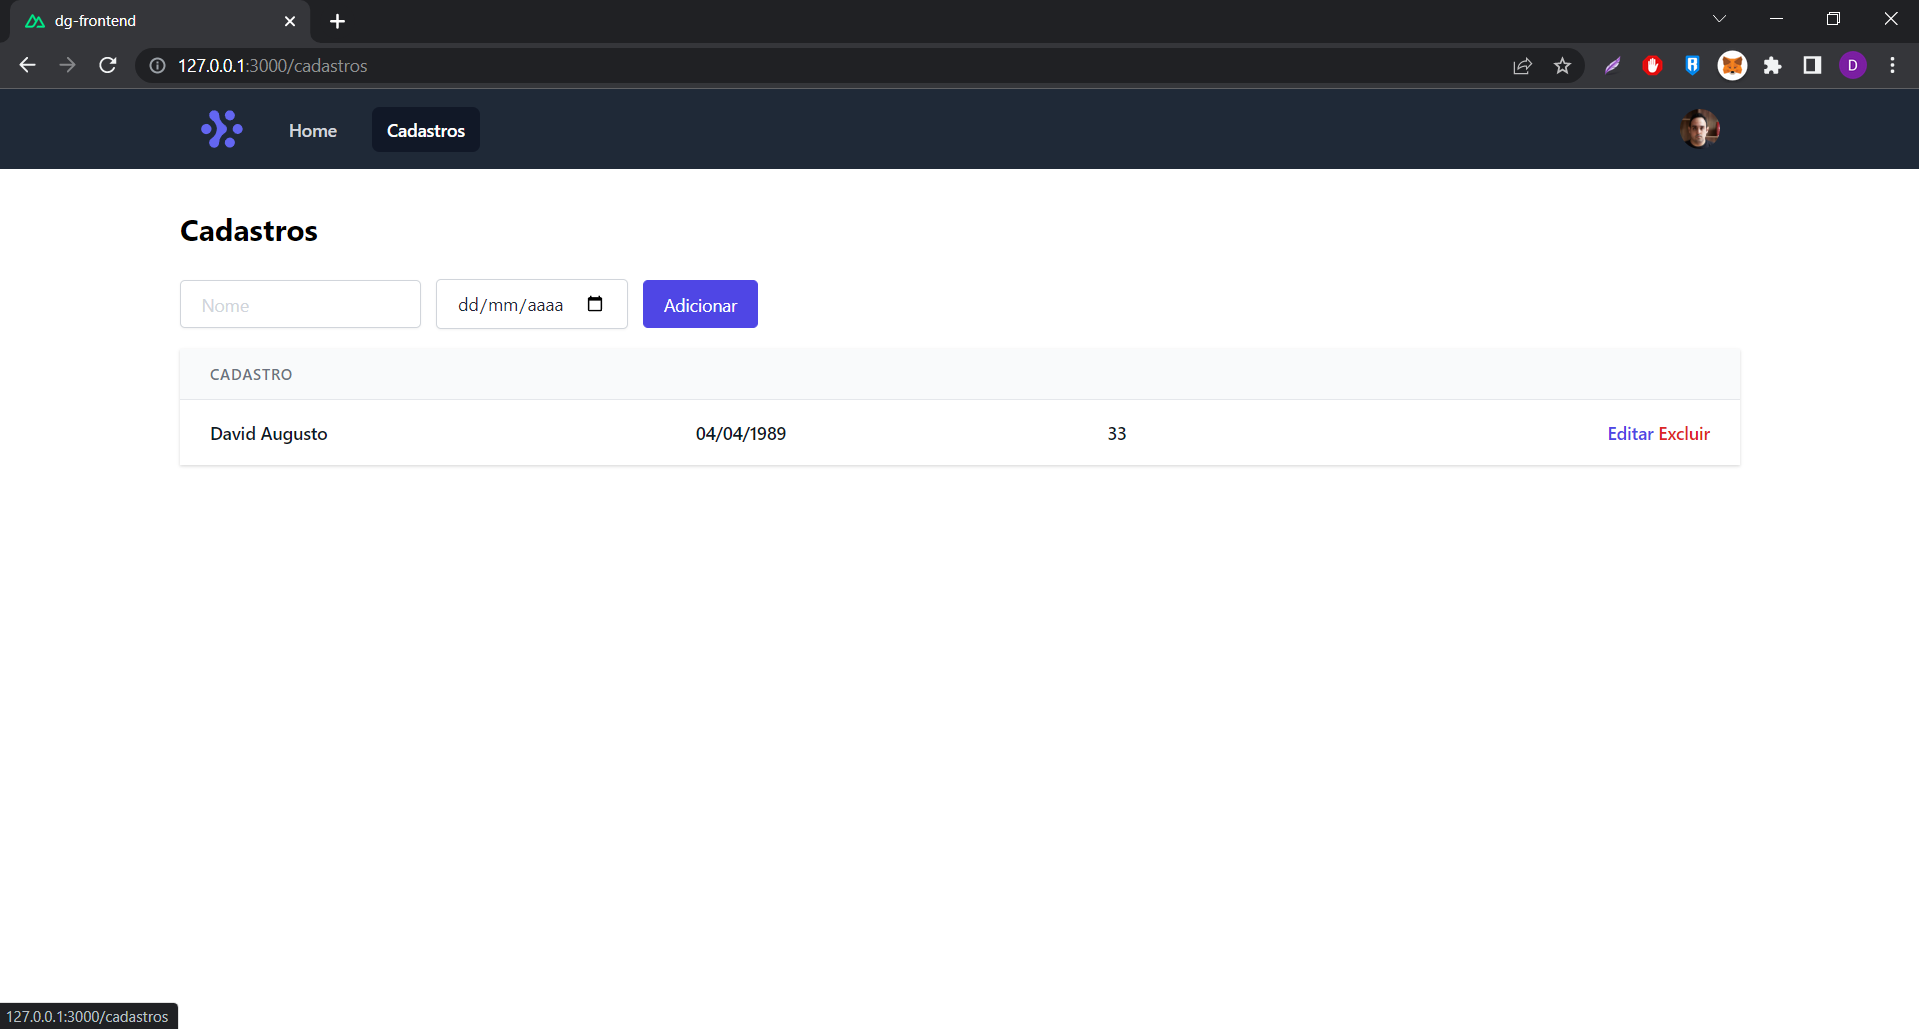 dg-frontend
127.0.0.1:3000/cadastros
D
Home Cadastros
Cadastros
Nome dd/mm/aaaa Adicionar
CADASTRO
David Augusto 04/04/1989 33 Editar Excluir
127.0.0.1:3000/cadastros